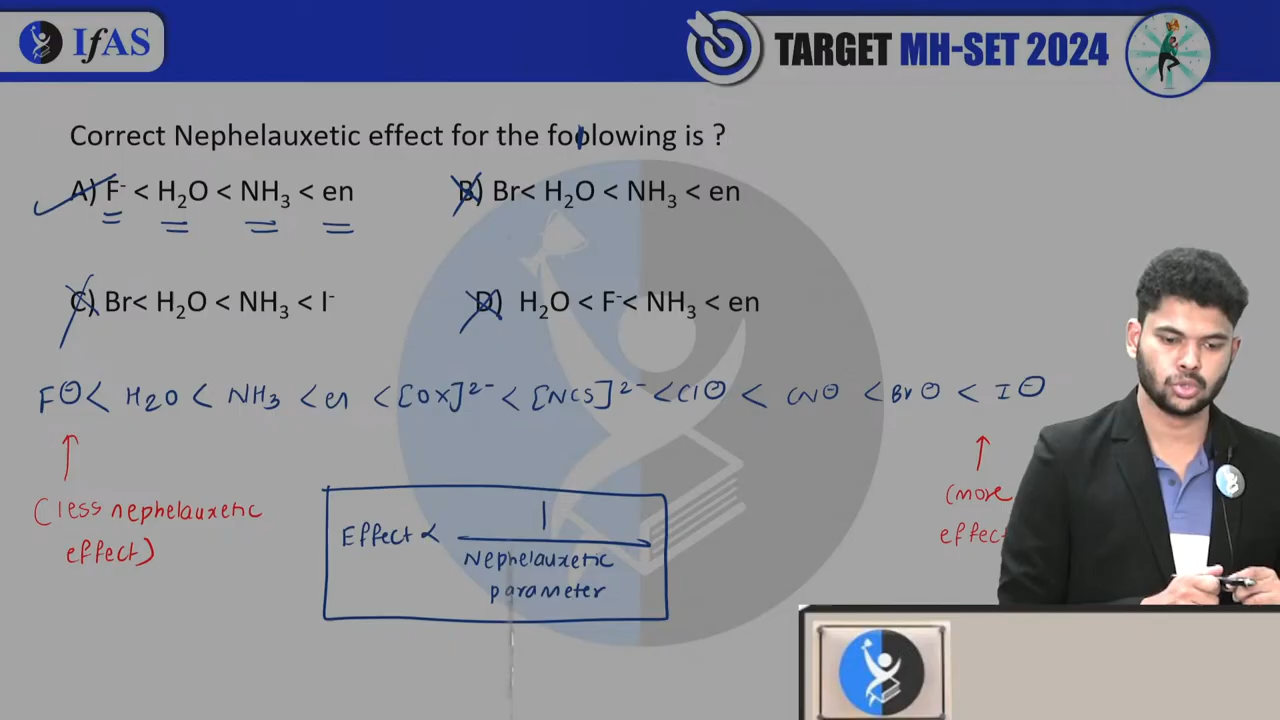 IfAS
TARGET MH-SET 2024
Correct Nephelauxetic effect for the following is ?
A) F⁻ < H₂O < NH₃ < en
B) Br< H₂O < NH₃ < en
C) Br< H₂O < NH₃ < I⁻
D) H₂O < F⁻< NH₃ < en
F⊖ < H₂O < NH₃ < en < [OX]²⁻ < [NCS]²⁻ < Cl⊖ < CN⊖ < Br⊖ < I⊖
(less nephelauxetic
effect)
(more
effect
Effect ∝ 1
Nephelauxetic
parameter